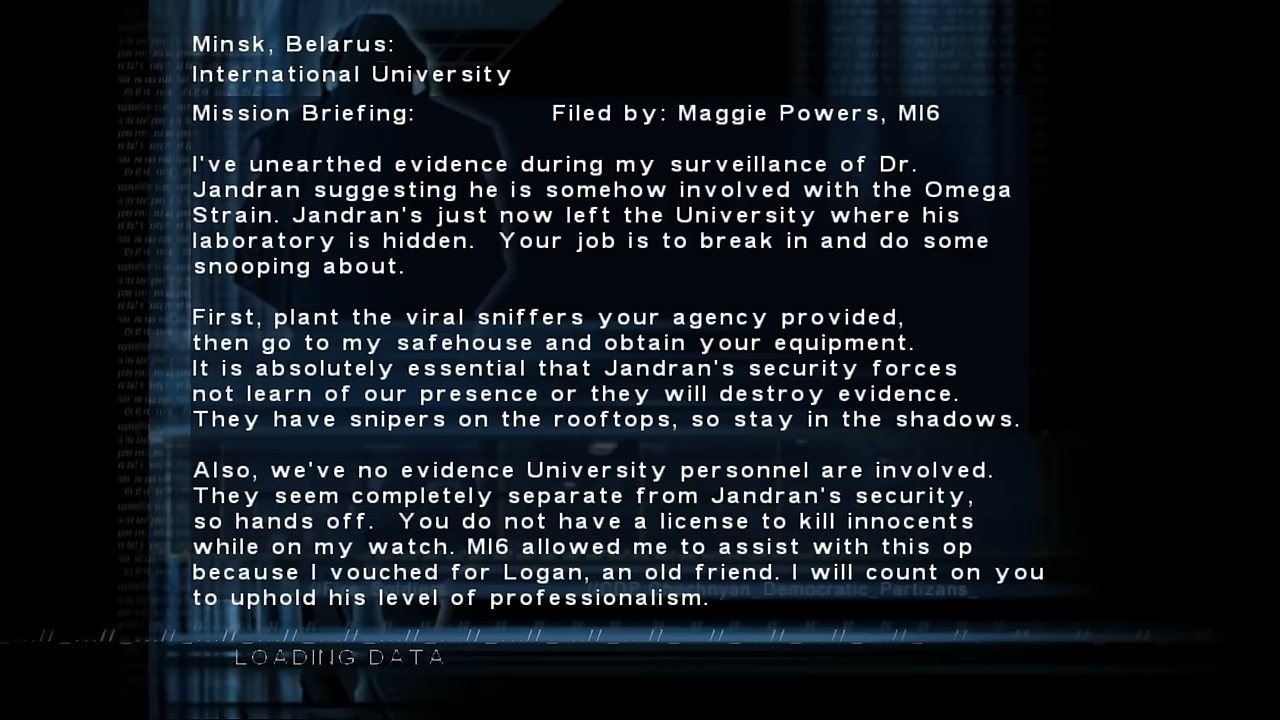 Minsk, Belarus:
International University
Mission Briefing: Filed by: Maggie Powers, MI6
I've unearthed evidence during my surveillance of Dr.
Jandran suggesting he is somehow involved with the Omega
Strain. Jandran's just now left the University where his
laboratory is hidden. Your job is to break in and do some
snooping about.
First, plant the viral sniffers your agency provided,
then go to my safehouse and obtain your equipment.
It is absolutely essential that Jandran's security forces
not learn of our presence or they will destroy evidence.
They have snipers on the rooftops, so stay in the shadows.
Also, we've no evidence University personnel are involved.
They seem completely separate from Jandran's security,
so hands off. You do not have a license to kill innocents
while on my watch. MI6 allowed me to assist with this op
because I vouched for Logan, an old friend. I will count on you
Chechnyan_Democratic_Partizans_
to uphold his level of professionalism.
LOADING DATA